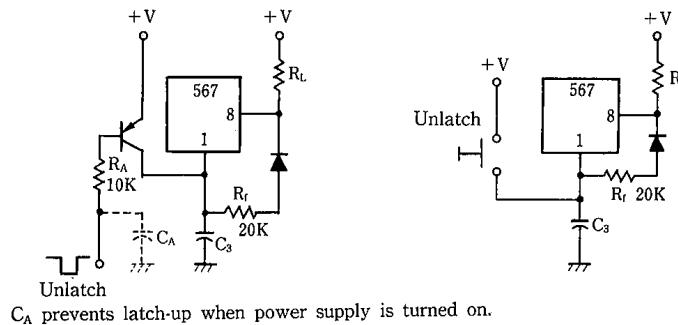 +V
+V
R_L
567
8
1
R_A
10K
R_f
20K
C_A
C_3
Unlatch
+V
567
8
1
R
Unlatch
R_f 20K
C_3
C_A prevents latch-up when power supply is turned on.